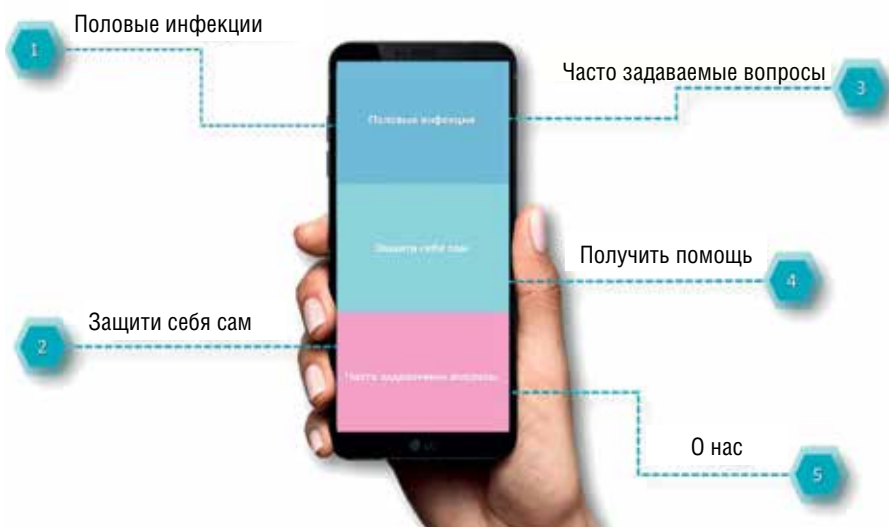 1
Половые инфекции
Часто задаваемые вопросы
3
Половые инфекции
Защити себя сам
Получить помощь
4
Защити себя сам
2
Часто задаваемые вопросы
LG
О нас
5